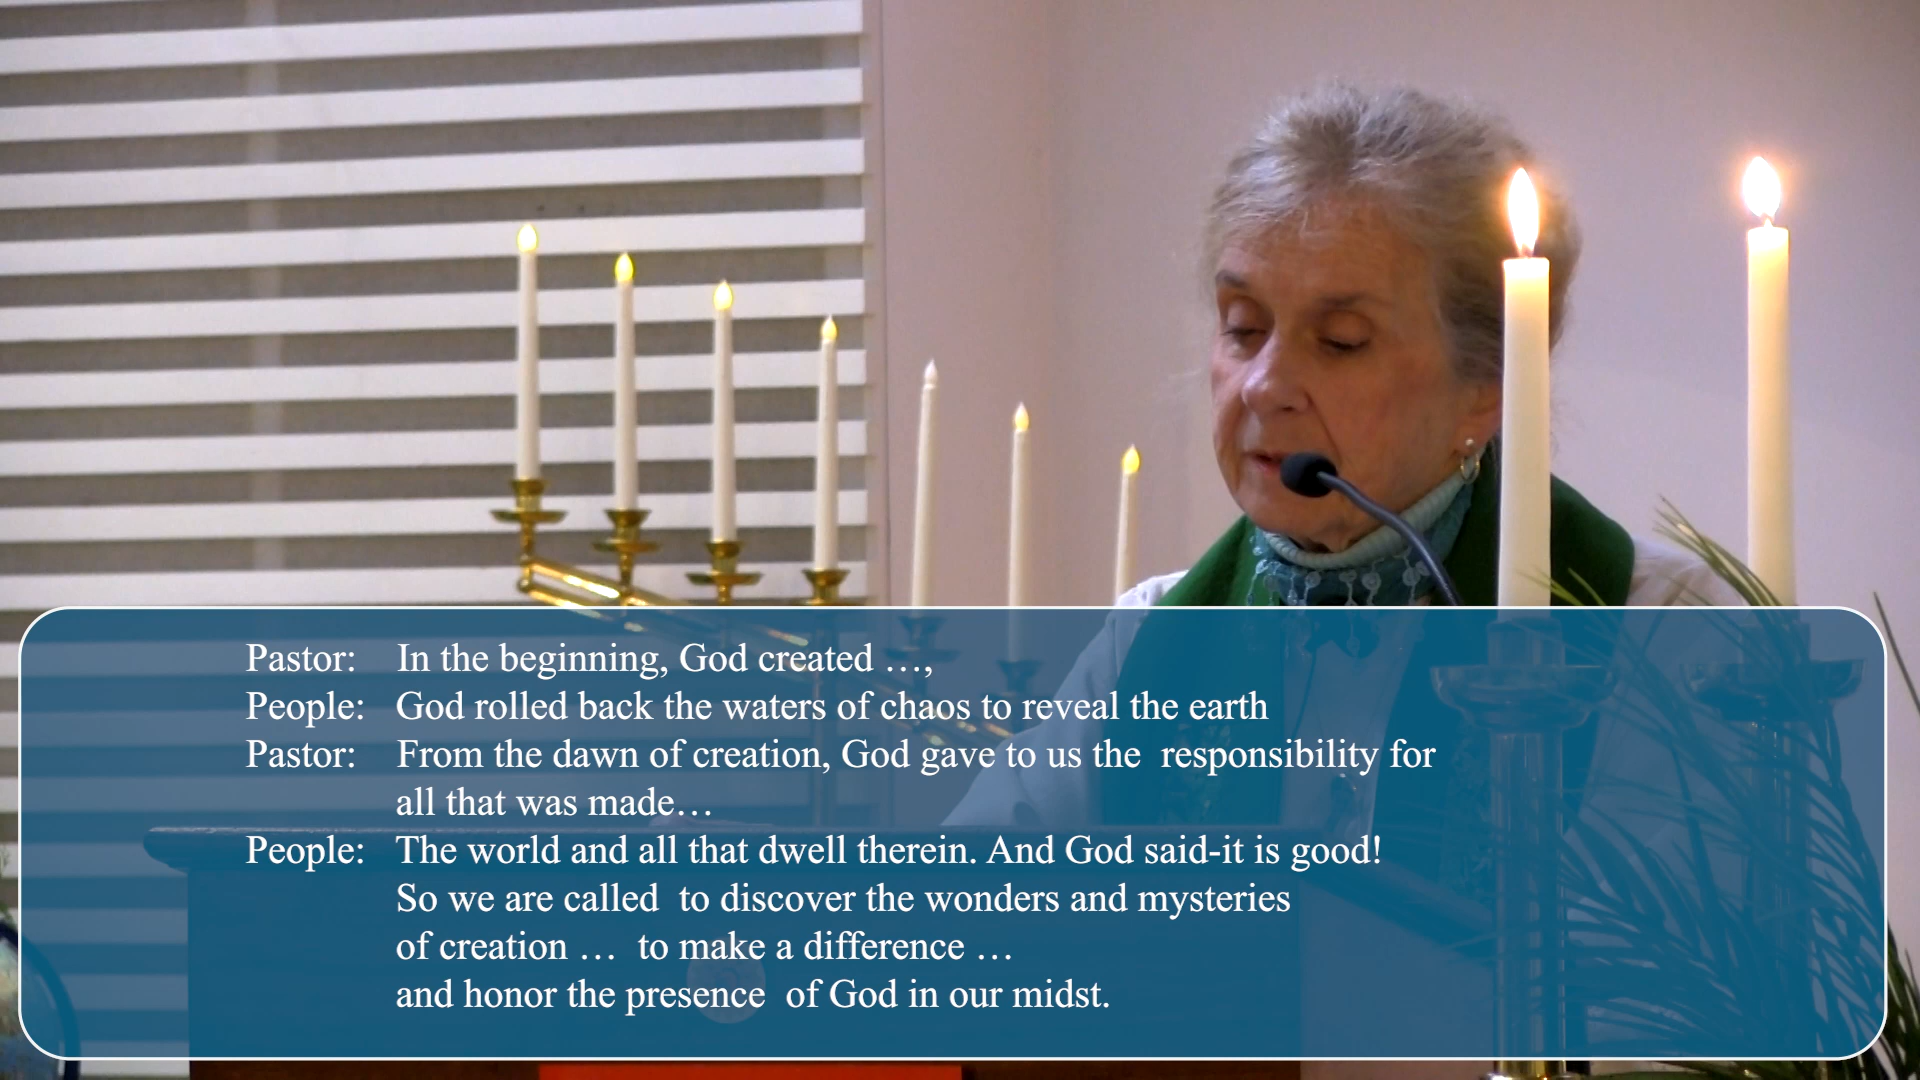 Pastor: In the beginning, God created …,
People: God rolled back the waters of chaos to reveal the earth
Pastor: From the dawn of creation, God gave to us the responsibility for
all that was made…
People: The world and all that dwell therein. And God said-it is good!
So we are called to discover the wonders and mysteries
of creation … to make a difference …
and honor the presence of God in our midst.